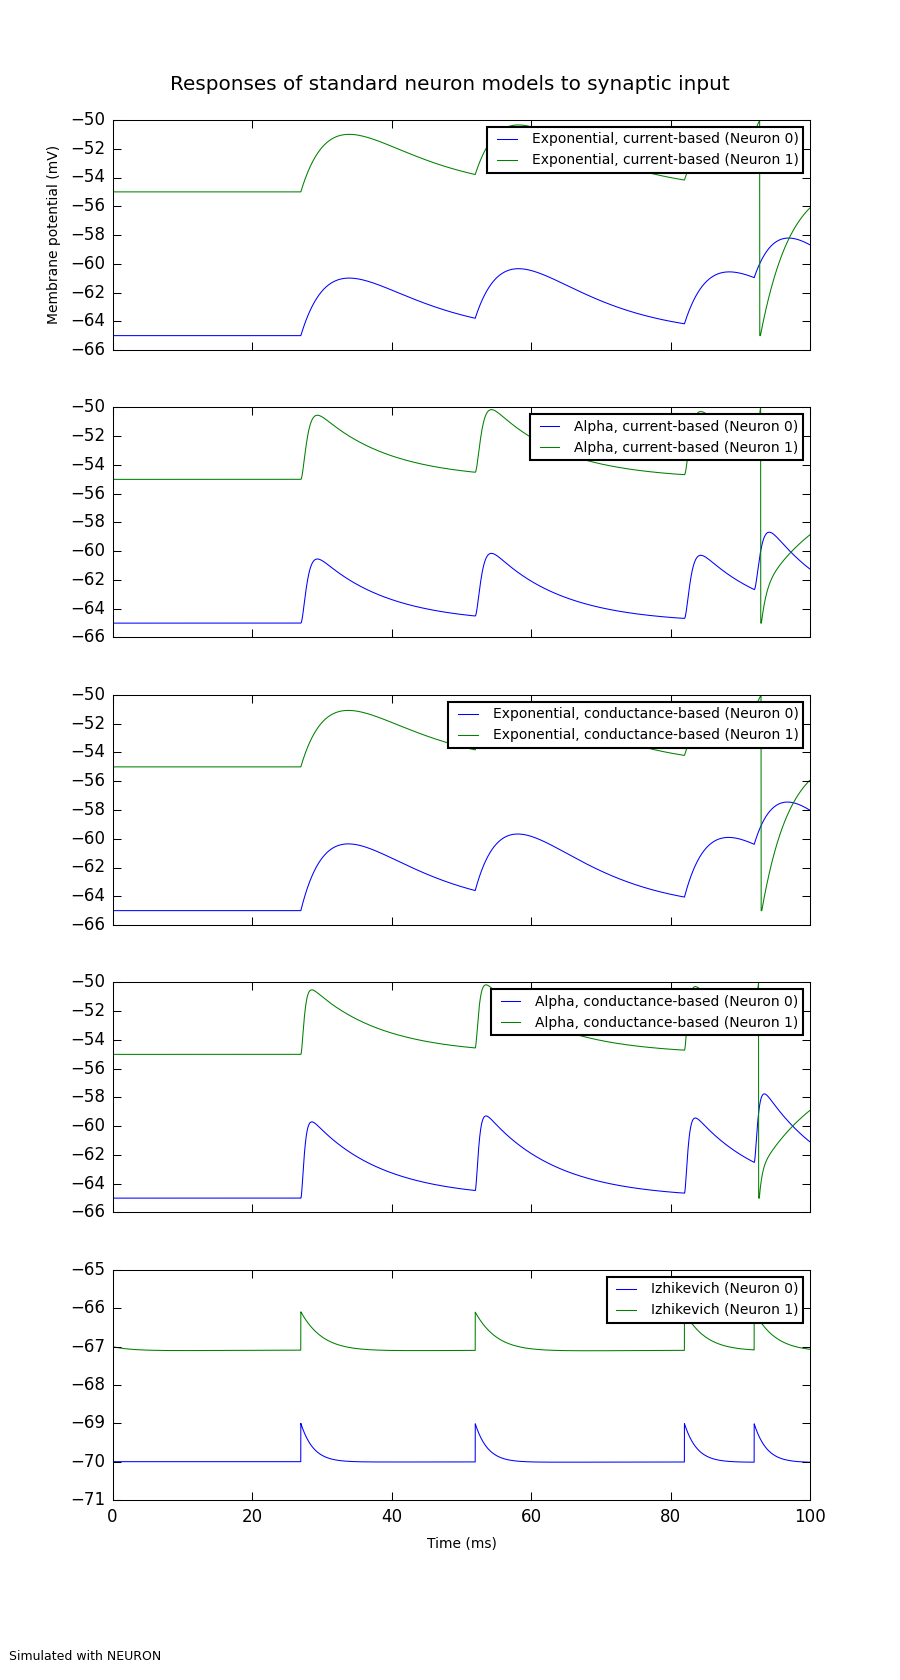 Responses of standard neuron models to synaptic input
Membrane potential (mV)
−50
−52
−54
−56
−58
−60
−62
−64
−66
Exponential, current-based (Neuron 0)
Exponential, current-based (Neuron 1)
−50
−52
−54
−56
−58
−60
−62
−64
−66
Alpha, current-based (Neuron 0)
Alpha, current-based (Neuron 1)
−50
−52
−54
−56
−58
−60
−62
−64
−66
Exponential, conductance-based (Neuron 0)
Exponential, conductance-based (Neuron 1)
−50
−52
−54
−56
−58
−60
−62
−64
−66
Alpha, conductance-based (Neuron 0)
Alpha, conductance-based (Neuron 1)
−65
−66
−67
−68
−69
−70
−71
Izhikevich (Neuron 0)
Izhikevich (Neuron 1)
0 20 40 60 80 100
Time (ms)
Simulated with NEURON